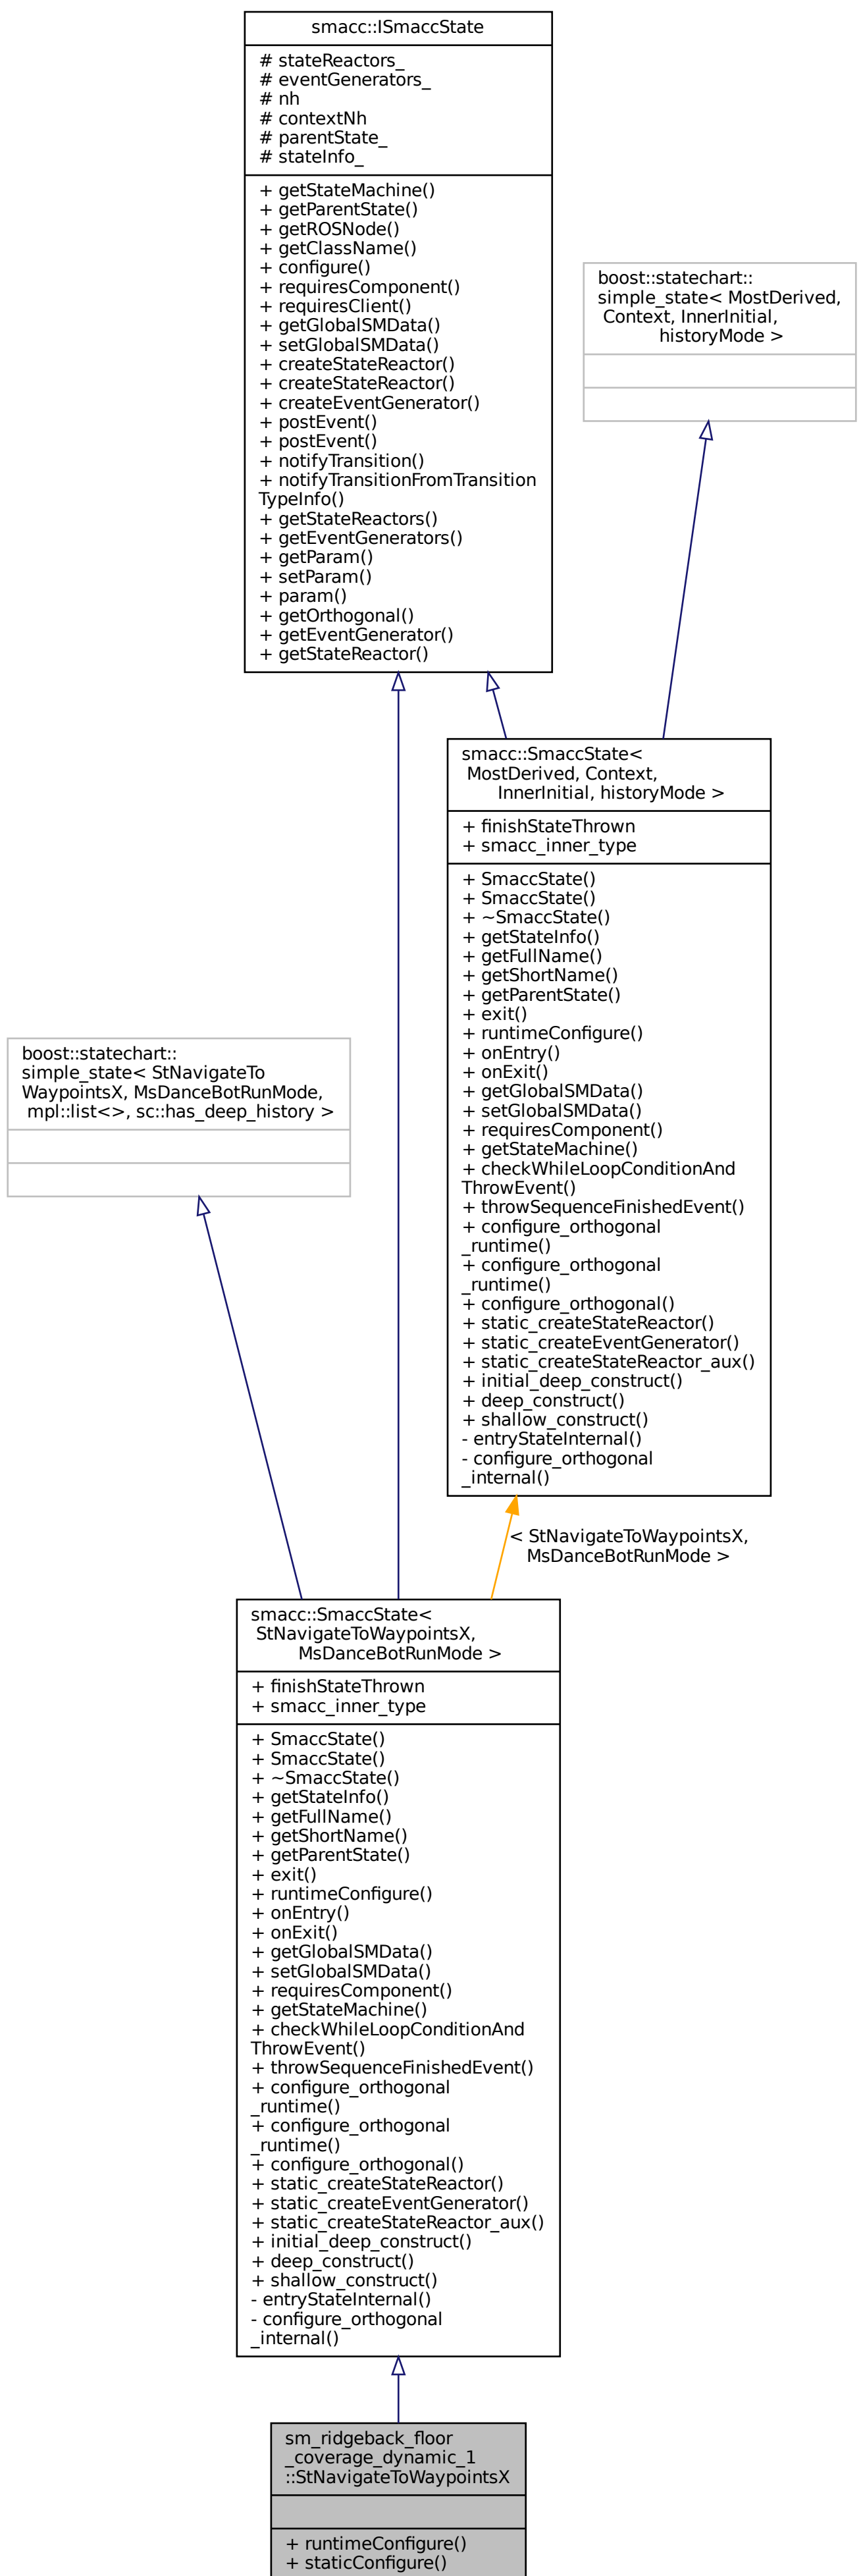 smacc::ISmaccState
# stateReactors_
# eventGenerators_
# nh
# contextNh
# parentState_
# stateInfo_
+ getStateMachine()
+ getParentState()
+ getROSNode()
+ getClassName()
+ configure()
+ requiresComponent()
+ requiresClient()
+ getGlobalSMData()
+ setGlobalSMData()
+ createStateReactor()
+ createStateReactor()
+ createEventGenerator()
+ postEvent()
+ postEvent()
+ notifyTransition()
+ notifyTransitionFromTransition
TypeInfo()
+ getStateReactors()
+ getEventGenerators()
+ getParam()
+ setParam()
+ param()
+ getOrthogonal()
+ getEventGenerator()
+ getStateReactor()
boost::statechart::
simple_state< MostDerived,
Context, InnerInitial,
historyMode >
smacc::SmaccState<
MostDerived, Context,
InnerInitial, historyMode >
+ finishStateThrown
+ smacc_inner_type
+ SmaccState()
+ SmaccState()
+ ~SmaccState()
+ getStateInfo()
+ getFullName()
+ getShortName()
+ getParentState()
+ exit()
+ runtimeConfigure()
+ onEntry()
+ onExit()
+ getGlobalSMData()
+ setGlobalSMData()
+ requiresComponent()
+ getStateMachine()
+ checkWhileLoopConditionAnd
ThrowEvent()
+ throwSequenceFinishedEvent()
+ configure_orthogonal
_runtime()
+ configure_orthogonal
_runtime()
+ configure_orthogonal()
+ static_createStateReactor()
+ static_createEventGenerator()
+ static_createStateReactor_aux()
+ initial_deep_construct()
+ deep_construct()
+ shallow_construct()
- entryStateInternal()
- configure_orthogonal
_internal()
boost::statechart::
simple_state< StNavigateTo
WaypointsX, MsDanceBotRunMode,
mpl::list<>, sc::has_deep_history >
< StNavigateToWaypointsX,
MsDanceBotRunMode >
smacc::SmaccState<
StNavigateToWaypointsX,
MsDanceBotRunMode >
+ finishStateThrown
+ smacc_inner_type
+ SmaccState()
+ SmaccState()
+ ~SmaccState()
+ getStateInfo()
+ getFullName()
+ getShortName()
+ getParentState()
+ exit()
+ runtimeConfigure()
+ onEntry()
+ onExit()
+ getGlobalSMData()
+ setGlobalSMData()
+ requiresComponent()
+ getStateMachine()
+ checkWhileLoopConditionAnd
ThrowEvent()
+ throwSequenceFinishedEvent()
+ configure_orthogonal
_runtime()
+ configure_orthogonal
_runtime()
+ configure_orthogonal()
+ static_createStateReactor()
+ static_createEventGenerator()
+ static_createStateReactor_aux()
+ initial_deep_construct()
+ deep_construct()
+ shallow_construct()
- entryStateInternal()
- configure_orthogonal
_internal()
sm_ridgeback_floor
_coverage_dynamic_1
::StNavigateToWaypointsX
+ runtimeConfigure()
+ staticConfigure()